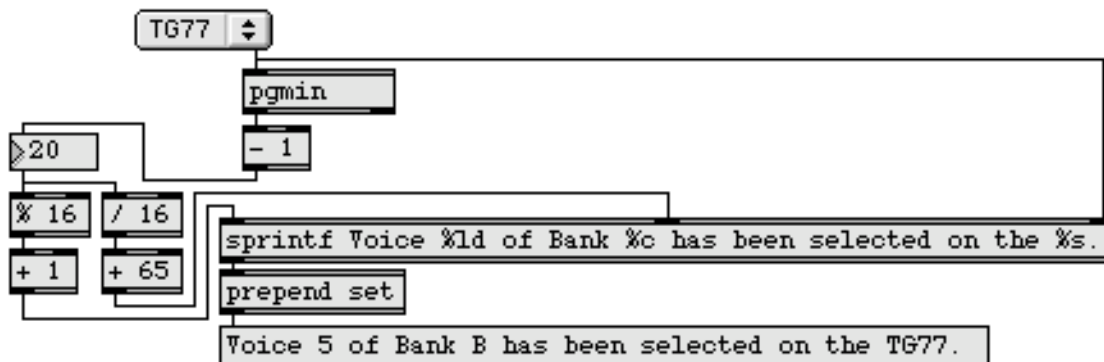 TG77
pgmin
- 1
20
% 16
/ 16
sprintf Voice %ld of Bank %c has been selected on the %s.
+ 1
+ 65
prepend set
Voice 5 of Bank B has been selected on the TG77.